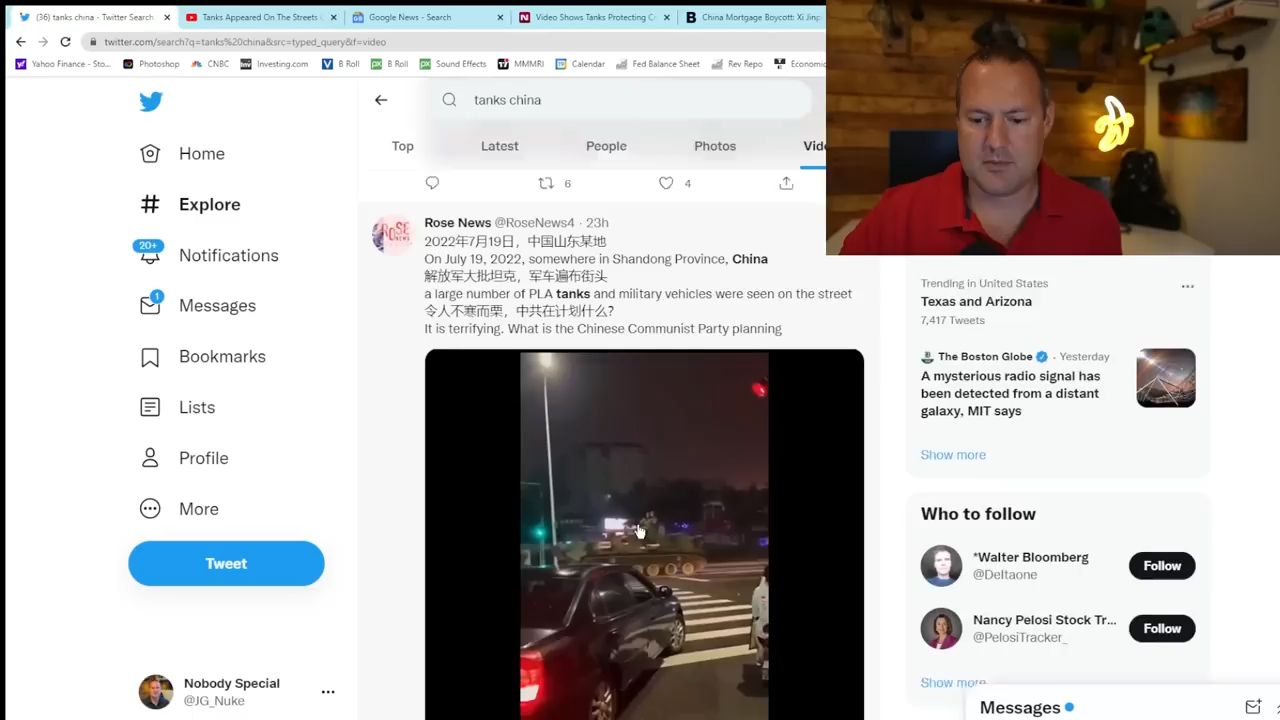 (36) tanks china - Twitter Search
Tanks Appeared On The Streets
Google News - Search
Video Shows Tanks Protecting
China Mortgage Boycott: Xi Jinp
twitter.com/search?q=tanks%20china&src=typed_query&f=video
Yahoo Finance - Sto...
Photoshop
CNBC
Investing.com
B Roll
B Roll
Sound Effects
MMMRI
Calendar
Fed Balance Sheet
Rev Repo
Economic
tanks china
Top
Latest
People
Photos
6
4
Home
Explore
20+
Notifications
1
Messages
Bookmarks
Lists
Profile
More
Tweet
Nobody Special
@JG_Nuke
Rose News @RoseNews4 · 23h
2022年7月19日，中国山东某地
On July 19, 2022, somewhere in Shandong Province, China
解放军大批坦克，军车遍布街头
a large number of PLA tanks and military vehicles were seen on the street
令人不寒而栗，中共在计划什么?
It is terrifying. What is the Chinese Communist Party planning
ROSE
Trending in United States
Texas and Arizona
7,417 Tweets
The Boston Globe · Yesterday
A mysterious radio signal has
been detected from a distant
galaxy, MIT says
Show more
Who to follow
*Walter Bloomberg
@Deltaone
Follow
Nancy Pelosi Stock Tr...
@PelosiTracker_
Follow
Show more
Messages